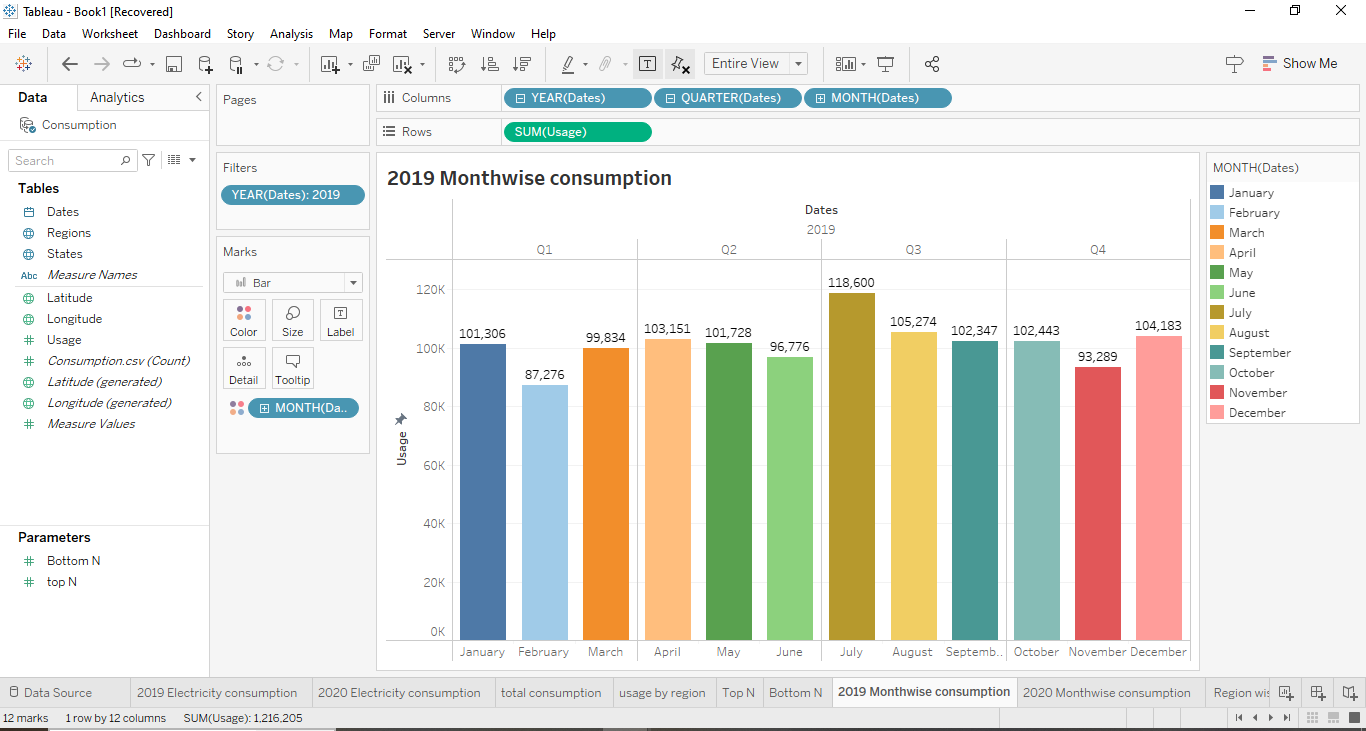 Tableau - Book1 [Recovered]
File Data Worksheet Dashboard Story Analysis Map Format Server Window Help
Entire View
Show Me
Data Analytics
Consumption
Search
Tables
Dates
Regions
States
Abc Measure Names
Latitude
Longitude
Usage
Consumption.csv (Count)
Latitude (generated)
Longitude (generated)
Measure Values
Parameters
Bottom N
top N
Pages
Filters
YEAR(Dates): 2019
Marks
Bar
Color Size Label
Detail Tooltip
MONTH(Da..
Columns YEAR(Dates) QUARTER(Dates) MONTH(Dates)
Rows SUM(Usage)
2019 Monthwise consumption
Dates
2019
Q1 Q2 Q3 Q4
120K
100K
80K
60K
40K
20K
0K
Usage
101,306 87,276 99,834 103,151 101,728 96,776 118,600 105,274 102,347 102,443 93,289 104,183
January February March April May June July August Septemb.. October November December
MONTH(Dates)
January
February
March
April
May
June
July
August
September
October
November
December
Data Source 2019 Electricity consumption 2020 Electricity consumption total consumption usage by region Top N Bottom N 2019 Monthwise consumption 2020 Monthwise consumption Region wis
12 marks 1 row by 12 columns SUM(Usage): 1,216,205